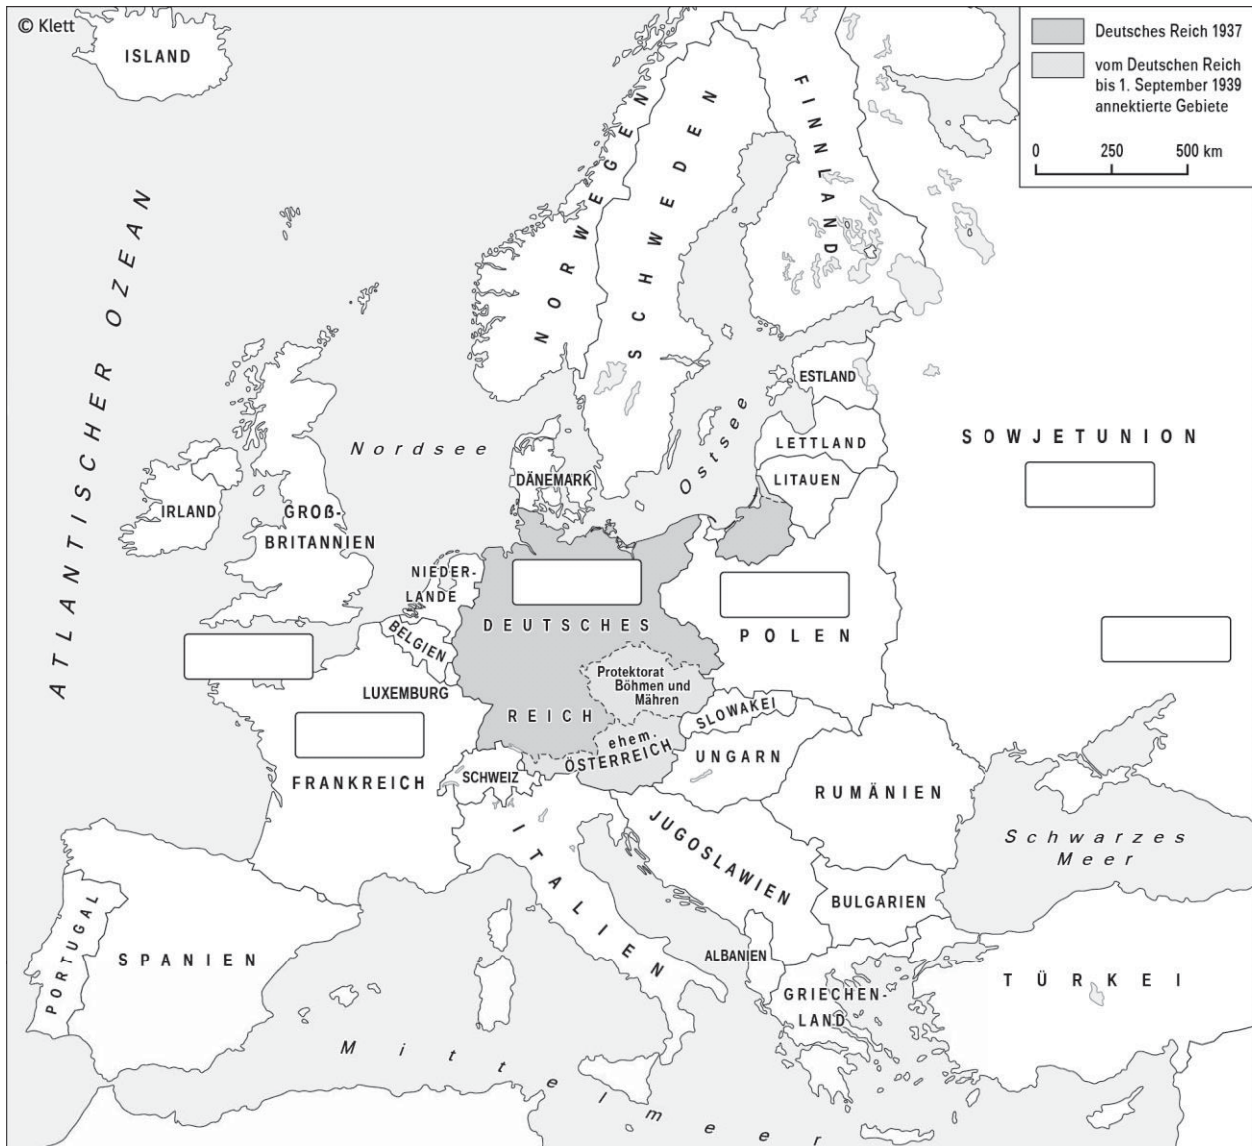 © Klett
ISLAND
Deutsches Reich 1937
vom Deutschen Reich
bis 1. September 1939
annektierte Gebiete
0 250 500 km
ATLANTISCHER OZEAN
NORWEGEN
SCHWEDEN
FINNLAND
ESTLAND
LETTLAND
LITAUEN
SOWJETUNION
Nordsee
Ostsee
DÄNEMARK
IRLAND
GROß-
BRITANNIEN
NIEDER-
LANDE
BELGIEN
LUXEMBURG
DEUTSCHES
REICH
POLEN
Protektorat
Böhmen und
Mähren
SLOWAKEI
ehem.
ÖSTERREICH
UNGARN
FRANKREICH
SCHWEIZ
RUMÄNIEN
ITALIEN
JUGOSLAWIEN
Schwarzes
Meer
BULGARIEN
PORTUGAL
SPANIEN
ALBANIEN
GRIECHEN-
LAND
TÜRKEI
Mittelmeer